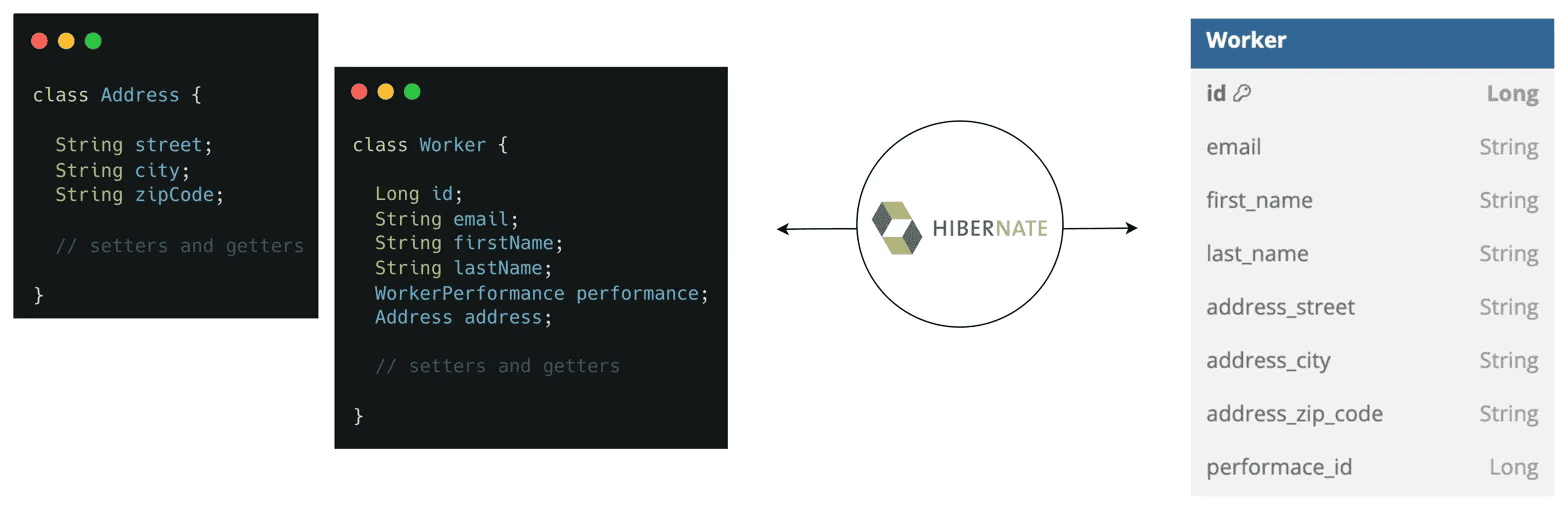 class Address {
String street;
String city;
String zipCode;
// setters and getters
}
class Worker {
Long id;
String email;
String firstName;
String lastName;
WorkerPerformance performance;
Address address;
// setters and getters
}
HIBERNATE
Worker
id Long
email String
first_name String
last_name String
address_street String
address_city String
address_zip_code String
performace_id Long